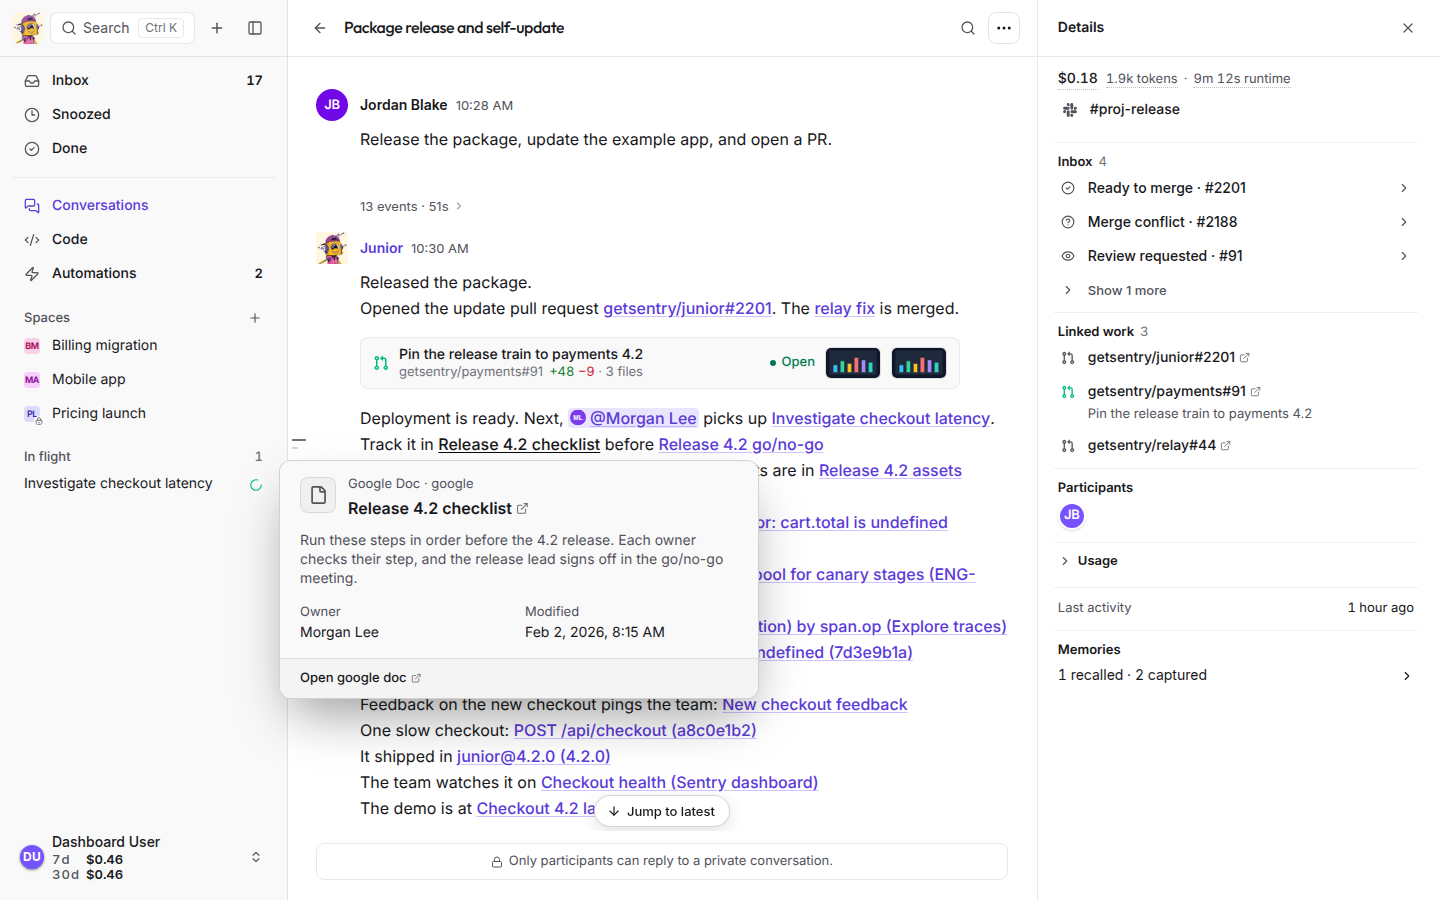 Search Ctrl K
Inbox 17
Snoozed
Done
Conversations
Code
Automations 2
Spaces
BM Billing migration
MA Mobile app
PL Pricing launch
In flight 1
Investigate checkout latency
DU Dashboard User
7d $0.46
30d $0.46
Package release and self-update
JB Jordan Blake 10:28 AM
Release the package, update the example app, and open a PR.
13 events · 51s
Junior 10:30 AM
Released the package.
Opened the update pull request getsentry/junior#2201. The relay fix is merged.
Pin the release train to payments 4.2
getsentry/payments#91 +48 −9 · 3 files
Open
Deployment is ready. Next, ML @Morgan Lee picks up Investigate checkout latency.
Track it in Release 4.2 checklist before Release 4.2 go/no-go
are in Release 4.2 assets
or: cart.total is undefined
pool for canary stages (ENG-
by span.op (Explore traces)
(7d3e9b1a)
Google Doc · google
Release 4.2 checklist
Run these steps in order before the 4.2 release. Each owner
checks their step, and the release lead signs off in the go/no-go
meeting.
Owner Modified
Morgan Lee Feb 2, 2026, 8:15 AM
Open google doc
Feedback on the new checkout pings the team: New checkout feedback
One slow checkout: POST /api/checkout (a8c0e1b2)
It shipped in junior@4.2.0 (4.2.0)
The team watches it on Checkout health (Sentry dashboard)
The demo is at Checkout 4.2
Jump to latest
Only participants can reply to a private conversation.
Details
$0.18 1.9k tokens · 9m 12s runtime
#proj-release
Inbox 4
Ready to merge · #2201
Merge conflict · #2188
Review requested · #91
Show 1 more
Linked work 3
getsentry/junior#2201
getsentry/payments#91
Pin the release train to payments 4.2
getsentry/relay#44
Participants
JB
Usage
Last activity 1 hour ago
Memories
1 recalled · 2 captured